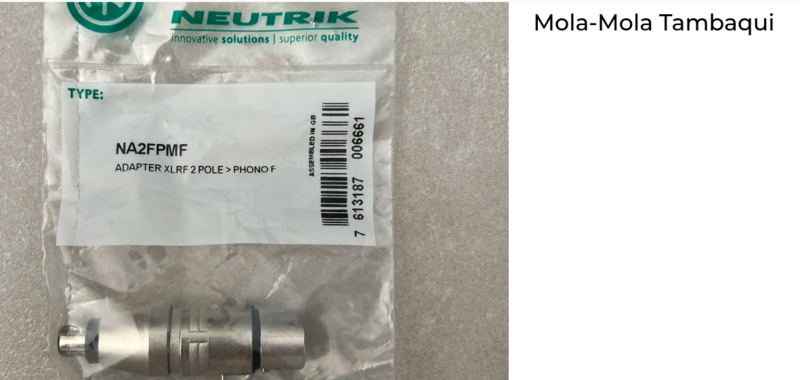 NEUTRIK
innovative solutions | superior quality
TYPE:
NA2FPMF
ADAPTER XLRF 2 POLE > PHONO F
ASSEMBLED IN GB
7 613187 006661
Mola-Mola Tambaqui